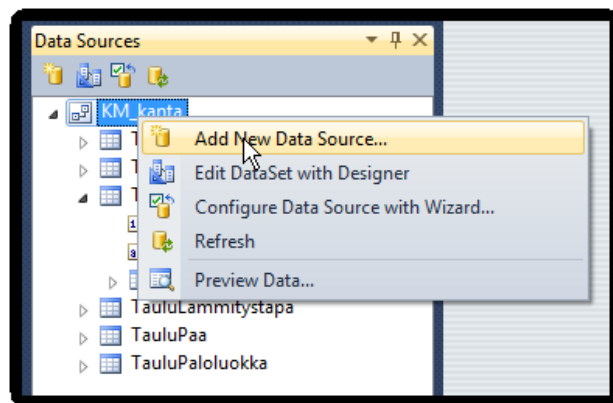 Data Sources
KM_kanta
T
Add New Data Source...
T
Edit DataSet with Designer
T
Configure Data Source with Wizard...
Refresh
Preview Data...
TauluLammitystapa
TauluPaa
TauluPaloluokka